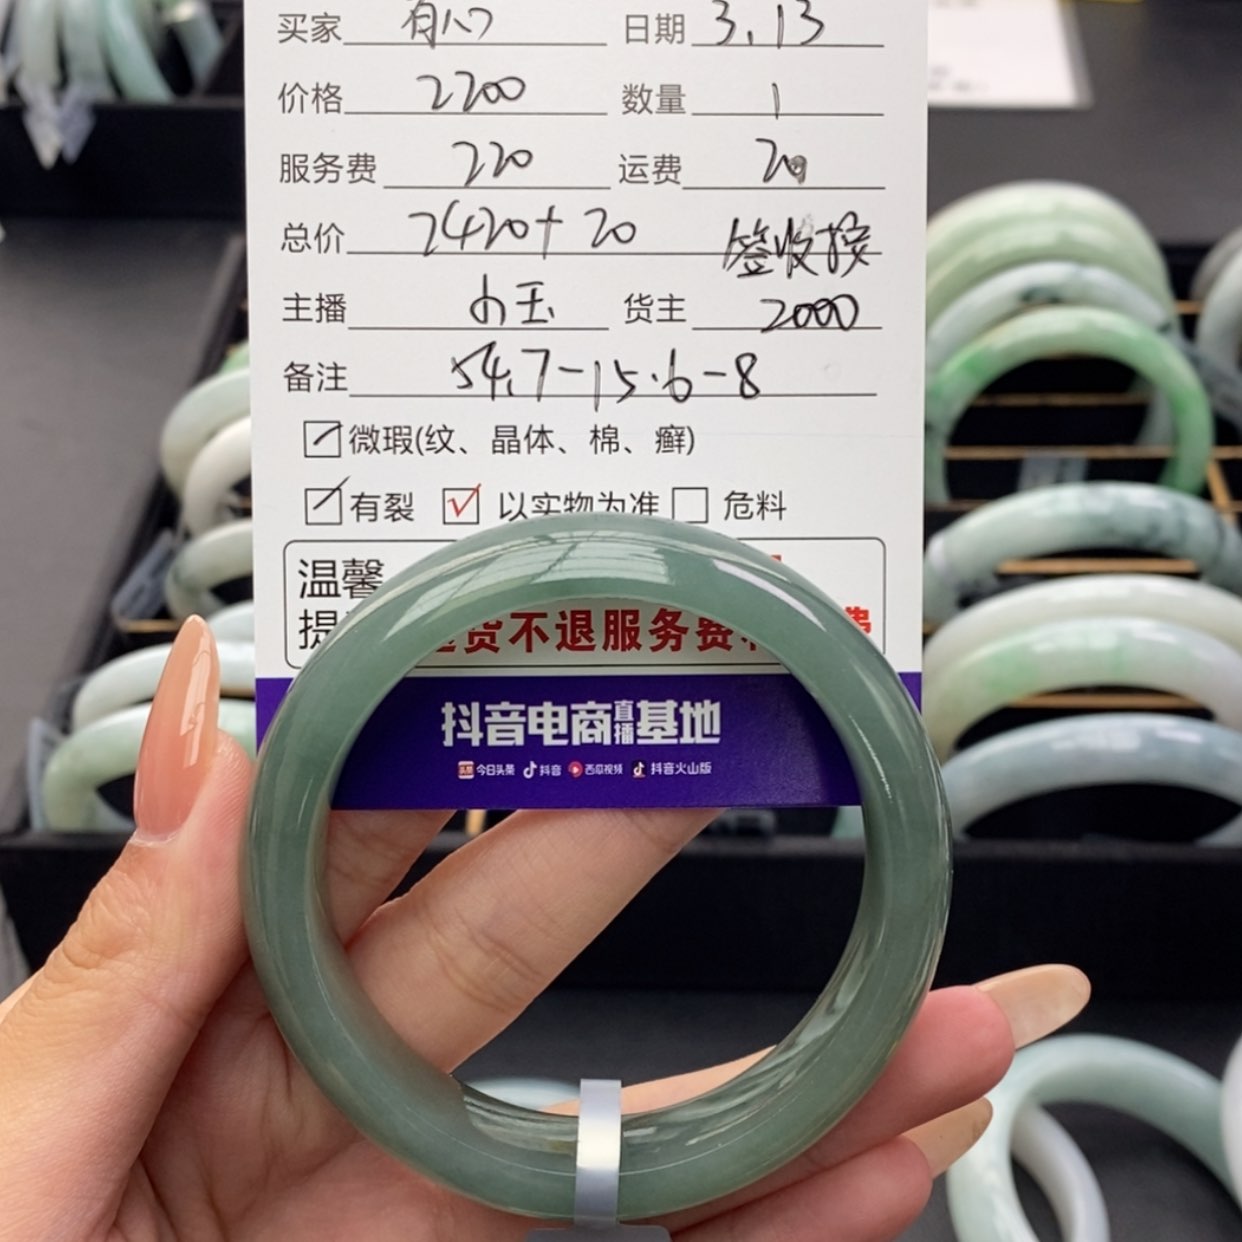 买家 有心 日期 3.13
价格 2200 数量 1
服务费 220 运费 20
总价 2420+20 签收接
主播 小玉 货主 2000
备注 54.7-15.6-8
微瑕(纹、晶体、棉、癣)
有裂 以实物为准 危料
温馨
提
货不退服务费
抖音电商直播基地
头条 今日头条 抖音 西瓜视频 抖音火山版